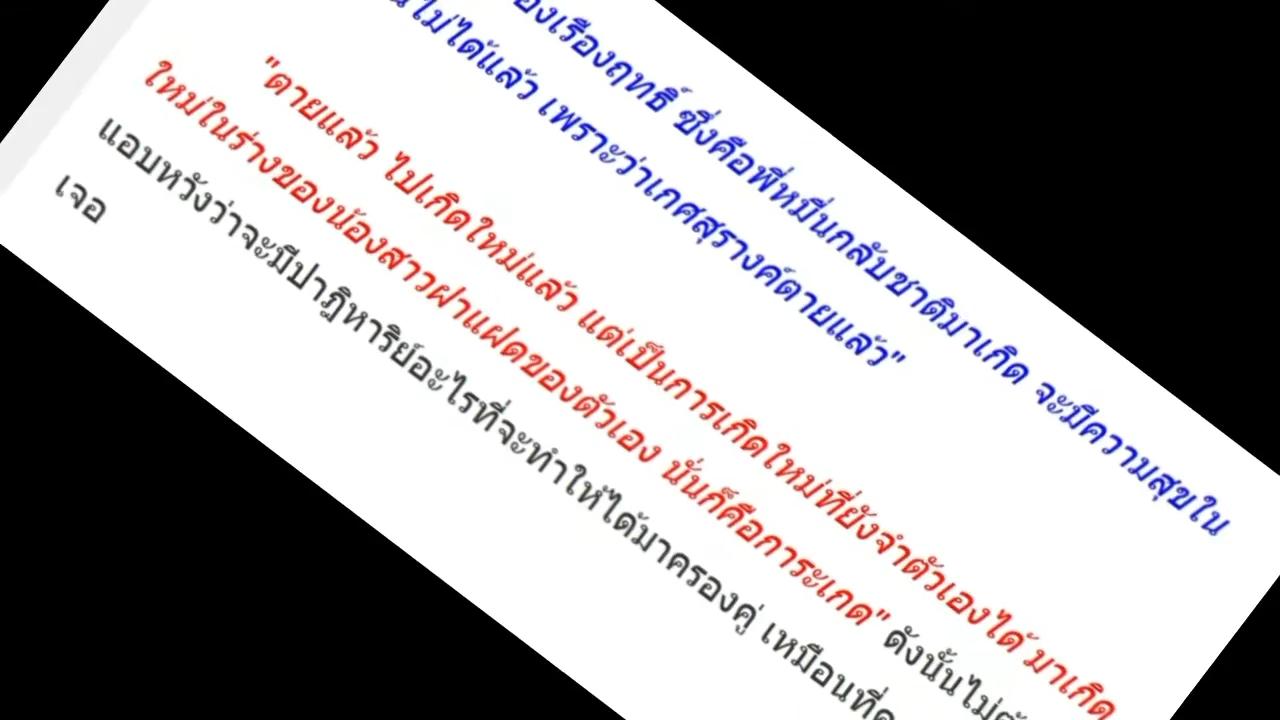 องเรืองฤทธิ์ ซึ่งคือพี่หมื่นกลับชาติมาเกิด จะมีความสุขใน
ไม่ได้แล้ว เพราะว่าเกศสุรางค์ตายแล้ว"
"ตายแล้ว ไปเกิดใหม่แล้ว แต่เป็นการเกิดใหม่ที่ยังจำตัวเองได้ มาเกิด
ใหม่ในร่างของน้องสาวฝาแฝดของตัวเอง นั่นก็คือการะเกด" ดังนั้นไม่
แอบหวังว่าจะมีปาฏิหาริย์อะไรที่จะทำให้ได้มาครองคู่ เหมือนที่
เจอ